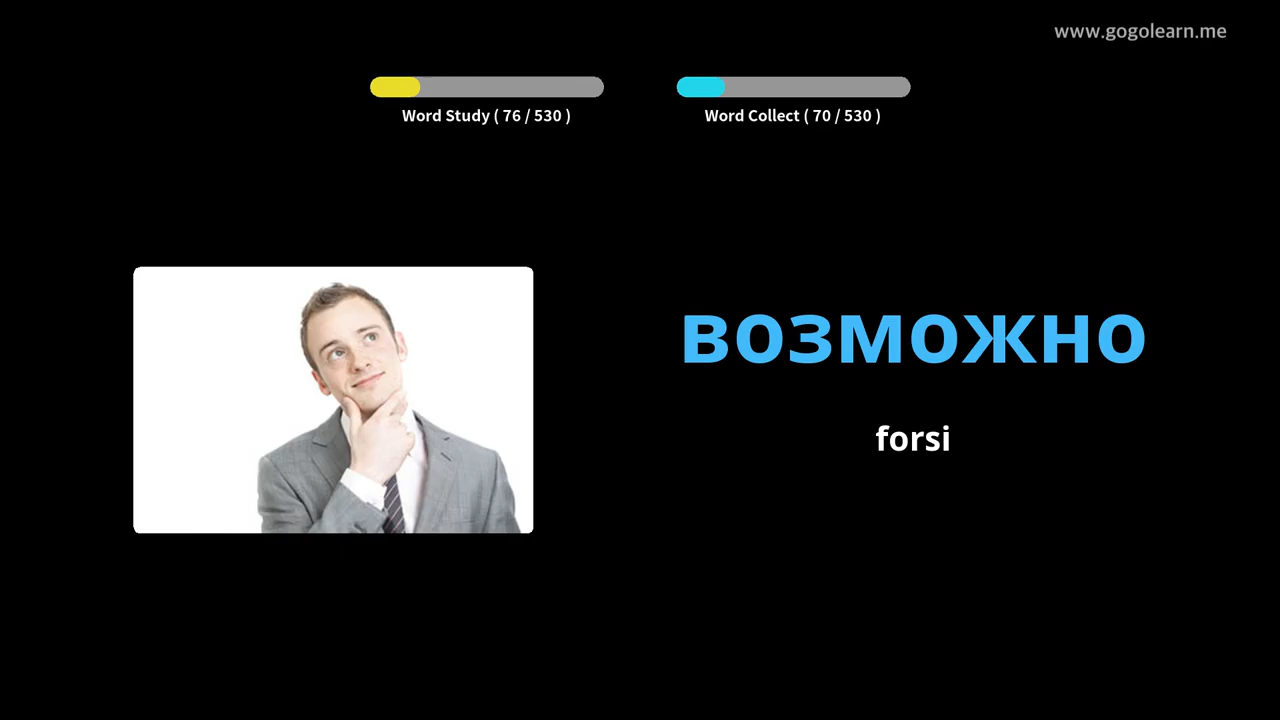 www.gogolearn.me
Word Study ( 76 / 530 )
Word Collect ( 70 / 530 )
возможно
forsi